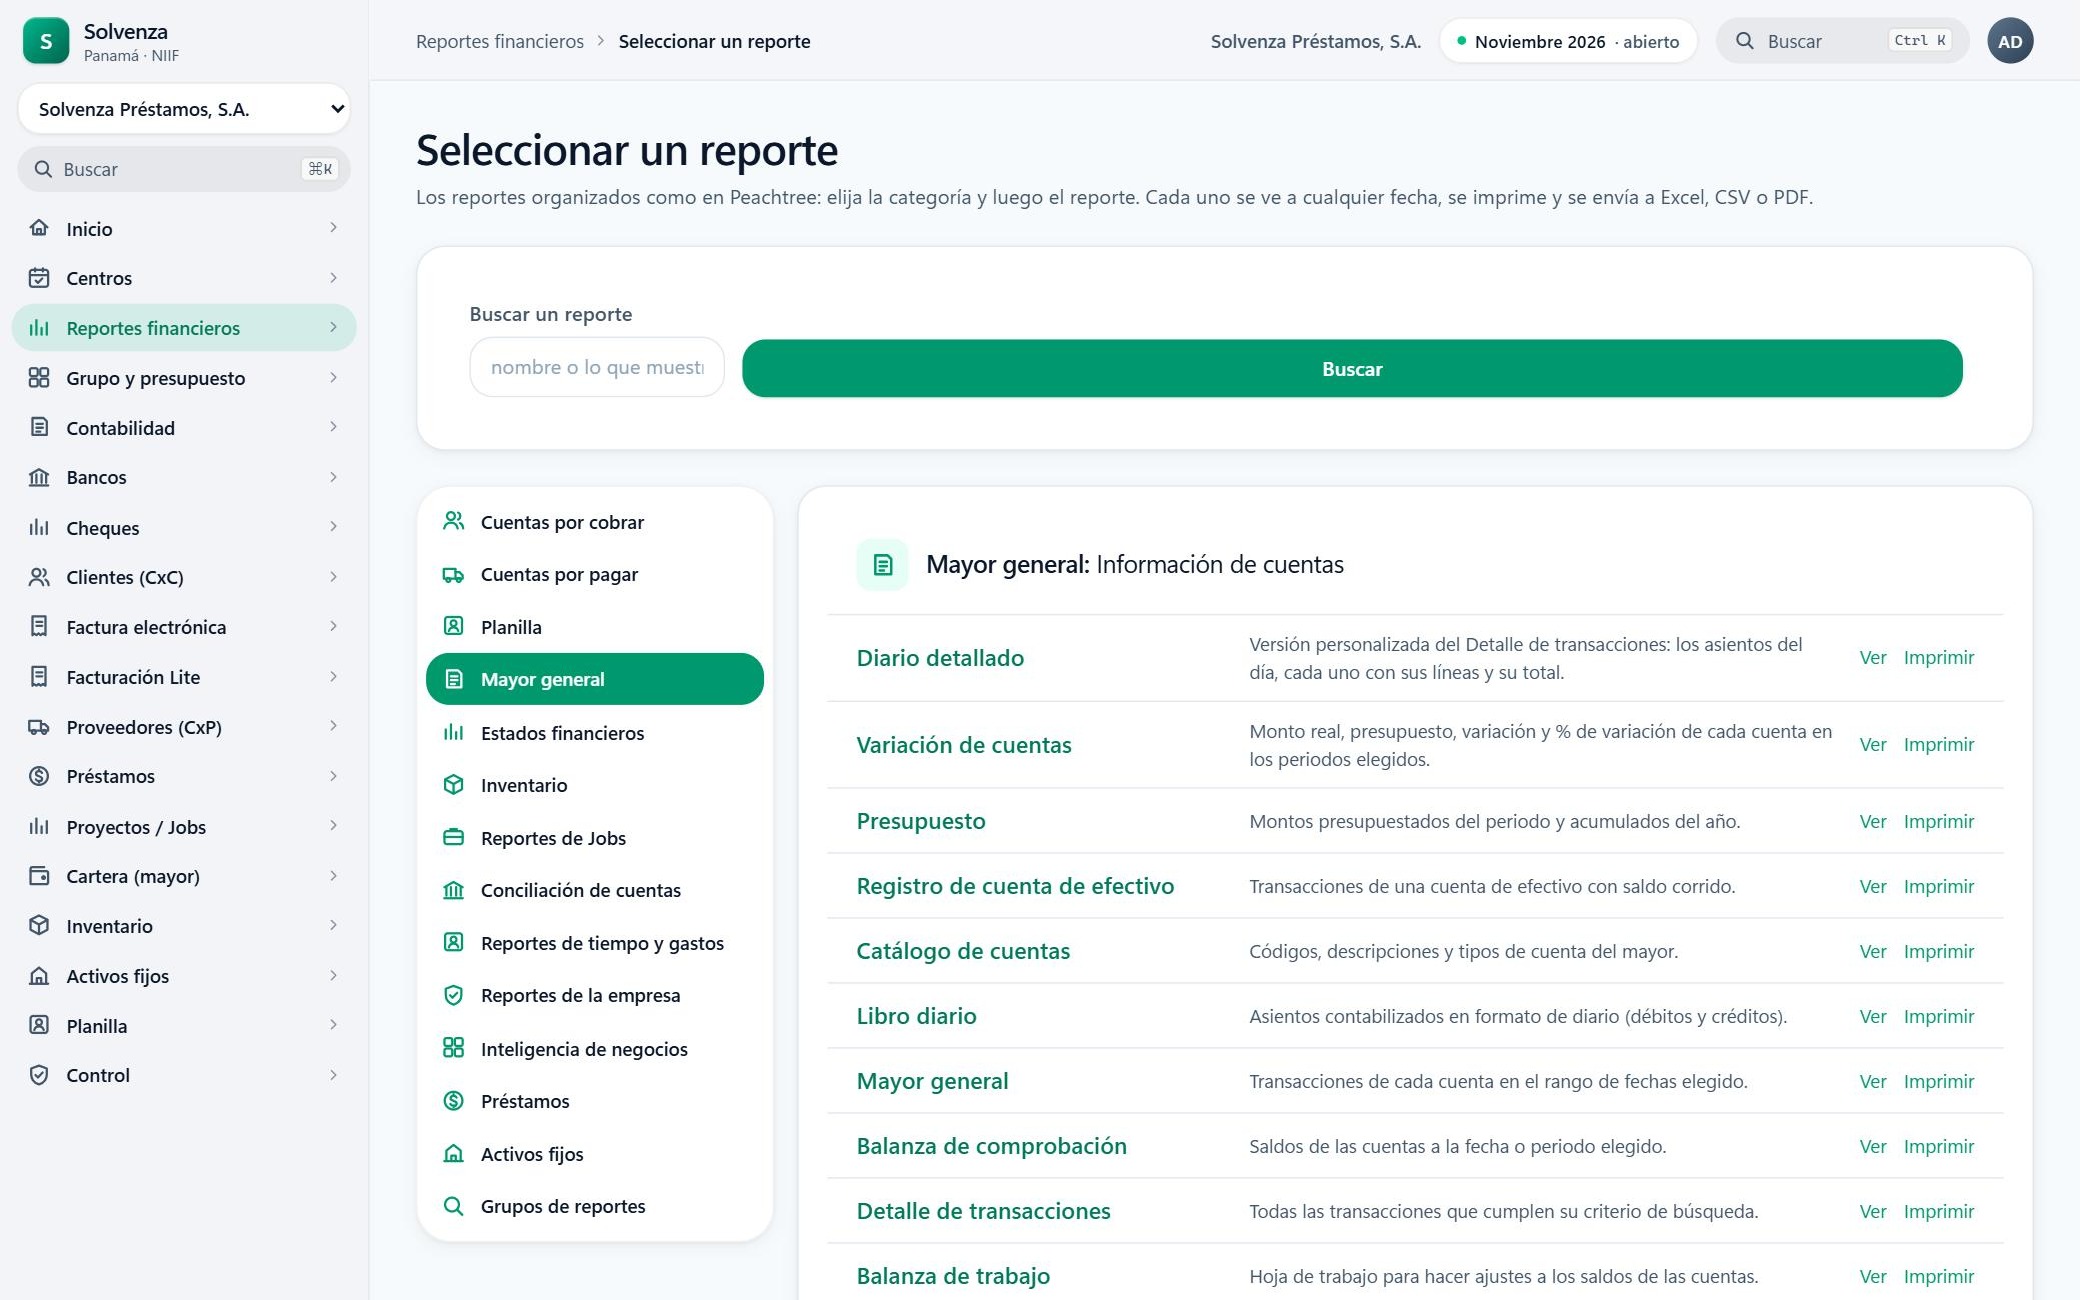 S
Solvenza
Panamá · NIIF
Solvenza Préstamos, S.A.
Buscar
⌘K
Inicio
Centros
Reportes financieros
Grupo y presupuesto
Contabilidad
Bancos
Cheques
Clientes (CxC)
Factura electrónica
Facturación Lite
Proveedores (CxP)
Préstamos
Proyectos / Jobs
Cartera (mayor)
Inventario
Activos fijos
Planilla
Control
Reportes financieros > Seleccionar un reporte
Solvenza Préstamos, S.A.
Noviembre 2026 · abierto
Buscar
Ctrl K
AD
Seleccionar un reporte
Los reportes organizados como en Peachtree: elija la categoría y luego el reporte. Cada uno se ve a cualquier fecha, se imprime y se envía a Excel, CSV o PDF.
Buscar un reporte
nombre o lo que
Buscar
Cuentas por cobrar
Cuentas por pagar
Planilla
Mayor general
Estados financieros
Inventario
Reportes de Jobs
Conciliación de cuentas
Reportes de tiempo y gastos
Reportes de la empresa
Inteligencia de negocios
Préstamos
Activos fijos
Grupos de reportes
Mayor general: Información de cuentas
Diario detallado
Versión personalizada del Detalle de transacciones: los asientos del
día, cada uno con sus líneas y su total.
Ver Imprimir
Variación de cuentas
Monto real, presupuesto, variación y % de variación de cada cuenta en
los periodos elegidos.
Ver Imprimir
Presupuesto
Montos presupuestados del periodo y acumulados del año.
Ver Imprimir
Registro de cuenta de efectivo
Transacciones de una cuenta de efectivo con saldo corrido.
Ver Imprimir
Catálogo de cuentas
Códigos, descripciones y tipos de cuenta del mayor.
Ver Imprimir
Libro diario
Asientos contabilizados en formato de diario (débitos y créditos).
Ver Imprimir
Mayor general
Transacciones de cada cuenta en el rango de fechas elegido.
Ver Imprimir
Balanza de comprobación
Saldos de las cuentas a la fecha o periodo elegido.
Ver Imprimir
Detalle de transacciones
Todas las transacciones que cumplen su criterio de búsqueda.
Ver Imprimir
Balanza de trabajo
Hoja de trabajo para hacer ajustes a los saldos de las cuentas.
Ver Imprimir